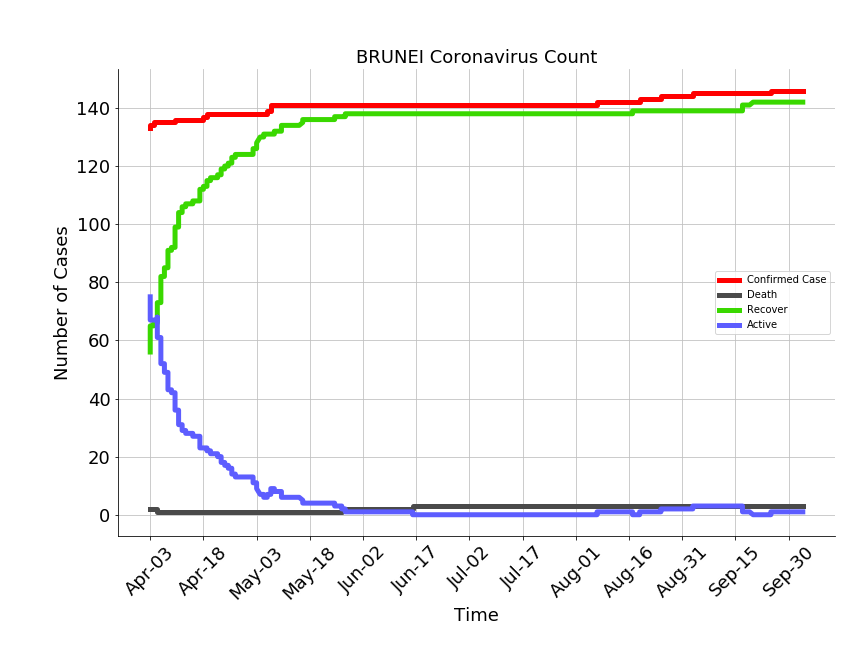 BRUNEI Coronavirus Count
Number of Cases
140
120
100
80
60
40
20
0
Confirmed Case
Death
Recover
Active
Apr-03
Apr-18
May-03
May-18
Jun-02
Jun-17
Jul-02
Jul-17
Aug-01
Aug-16
Aug-31
Sep-15
Sep-30
Time